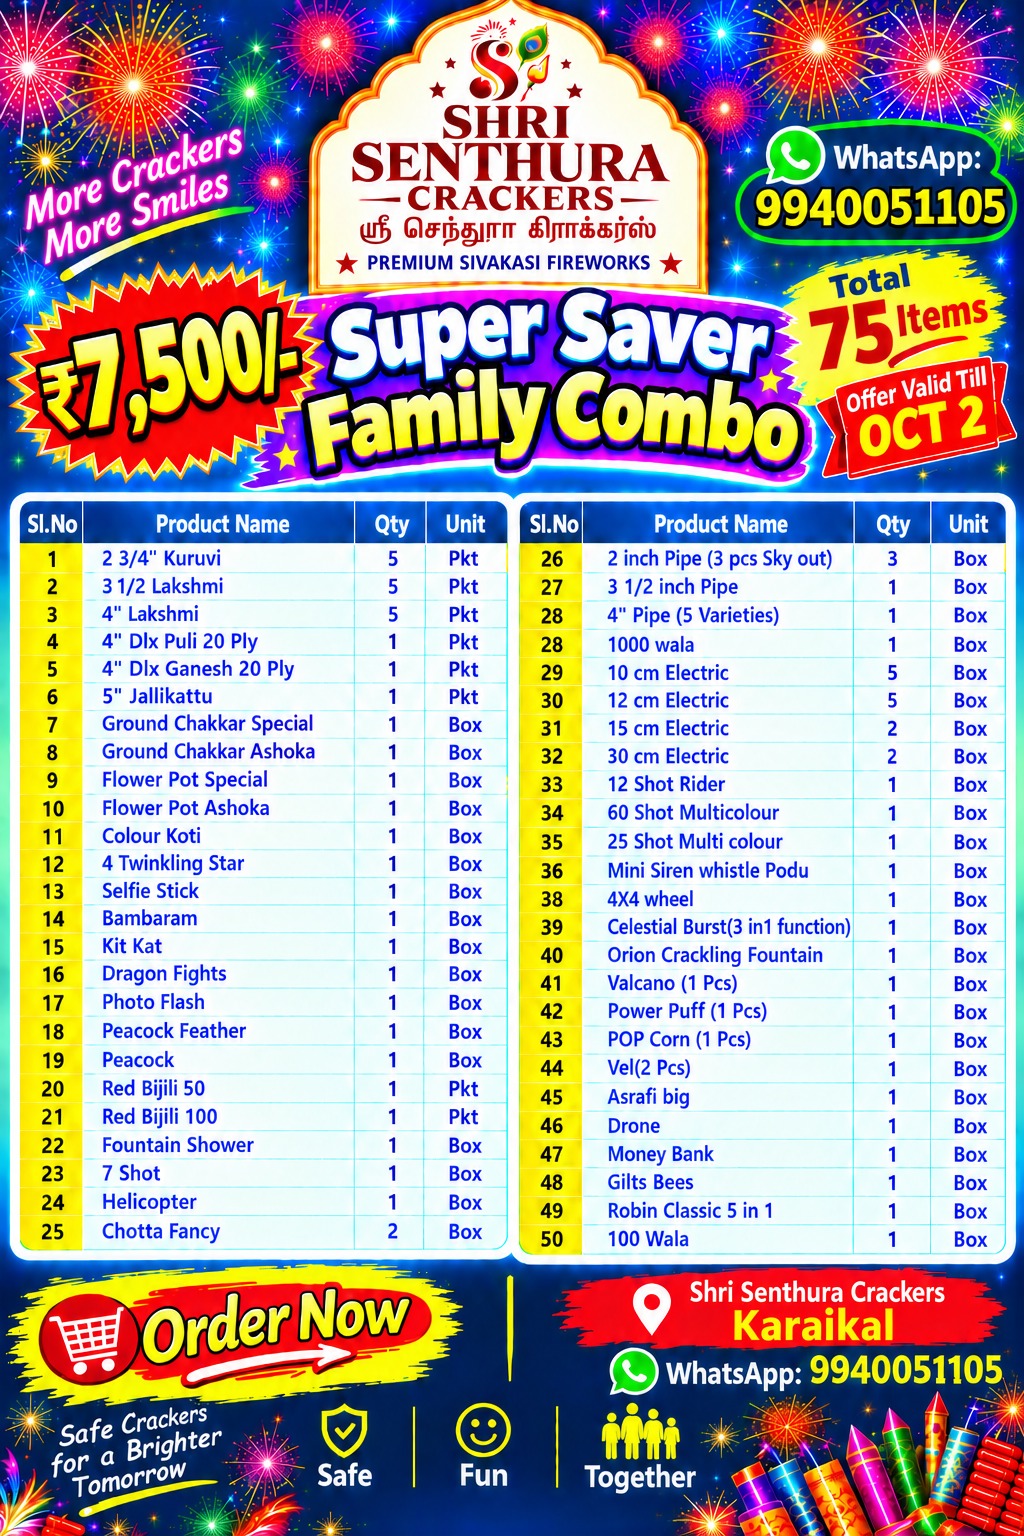 SHRI
SENTHURA
CRACKERS
ஸ்ரீ செந்தூரா கிராக்கர்ஸ்
PREMIUM SIVAKASI FIREWORKS
More Crackers
More Smiles
WhatsApp:
9940051105
₹7,500/-
Super Saver
Family Combo
Total
75 Items
Offer Valid Till
OCT 2
Sl.No Product Name Qty Unit
1 2 3/4" Kuruvi 5 Pkt
2 3 1/2 Lakshmi 5 Pkt
3 4" Lakshmi 5 Pkt
4 4" Dlx Puli 20 Ply 1 Pkt
5 4" Dlx Ganesh 20 Ply 1 Pkt
6 5" Jallikattu 1 Pkt
7 Ground Chakkar Special 1 Box
8 Ground Chakkar Ashoka 1 Box
9 Flower Pot Special 1 Box
10 Flower Pot Ashoka 1 Box
11 Colour Koti 1 Box
12 4 Twinkling Star 1 Box
13 Selfie Stick 1 Box
14 Bambaram 1 Box
15 Kit Kat 1 Box
16 Dragon Fights 1 Box
17 Photo Flash 1 Box
18 Peacock Feather 1 Box
19 Peacock 1 Box
20 Red Bijili 50 1 Pkt
21 Red Bijili 100 1 Pkt
22 Fountain Shower 1 Box
23 7 Shot 1 Box
24 Helicopter 1 Box
25 Chotta Fancy 2 Box
Sl.No Product Name Qty Unit
26 2 inch Pipe (3 pcs Sky out) 3 Box
27 3 1/2 inch Pipe 1 Box
28 4" Pipe (5 Varieties) 1 Box
28 1000 wala 1 Box
29 10 cm Electric 5 Box
30 12 cm Electric 5 Box
31 15 cm Electric 2 Box
32 30 cm Electric 2 Box
33 12 Shot Rider 1 Box
34 60 Shot Multicolour 1 Box
35 25 Shot Multi colour 1 Box
36 Mini Siren whistle Podu 1 Box
38 4X4 wheel 1 Box
39 Celestial Burst(3 in1 function) 1 Box
40 Orion Crackling Fountain 1 Box
41 Valcano (1 Pcs) 1 Box
42 Power Puff (1 Pcs) 1 Box
43 POP Corn (1 Pcs) 1 Box
44 Vel(2 Pcs) 1 Box
45 Asrafi big 1 Box
46 Drone 1 Box
47 Money Bank 1 Box
48 Gilts Bees 1 Box
49 Robin Classic 5 in 1 1 Box
50 100 Wala 1 Box
Order Now
Shri Senthura Crackers
Karaikal
WhatsApp: 9940051105
Safe Crackers
for a Brighter
Tomorrow
Safe
Fun
Together